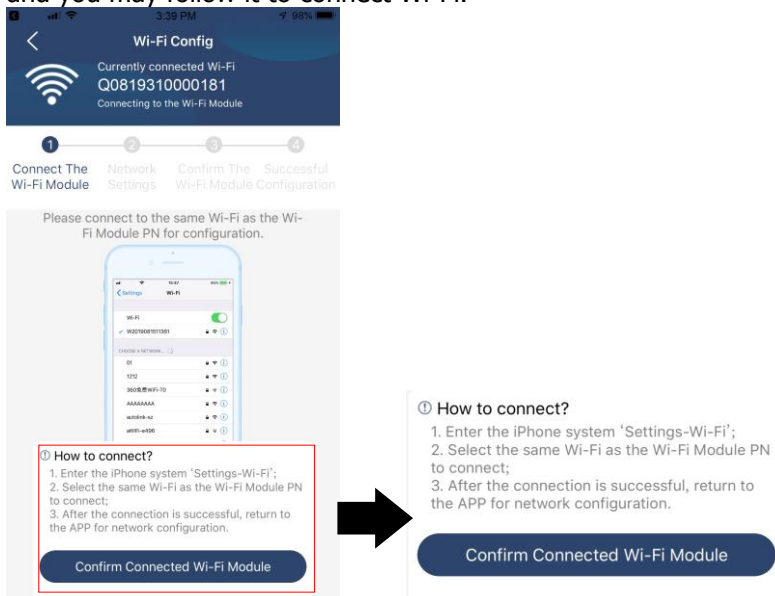 and you may follow it to connect Wi-Fi.
3:39 PM
98%
Wi-Fi Config
Currently connected Wi-Fi
Q0819310000181
Connecting to the Wi-Fi Module
1 2 3 4
Connect The Wi-Fi Module
Network Settings
Confirm The Wi-Fi Module
Successful Configuration
Please connect to the same Wi-Fi as the Wi-
Fi Module PN for configuration.
Settings Wi-Fi
Wi-Fi
CHOOSE A NETWORK...
01
1212
AAAAAAAA
autolink-sz
How to connect?
1. Enter the iPhone system ‘Settings-Wi-Fi’;
2. Select the same Wi-Fi as the Wi-Fi Module PN
to connect;
3. After the connection is successful, return to
the APP for network configuration.
Confirm Connected Wi-Fi Module
How to connect?
1. Enter the iPhone system ‘Settings-Wi-Fi’;
2. Select the same Wi-Fi as the Wi-Fi Module PN
to connect;
3. After the connection is successful, return to
the APP for network configuration.
Confirm Connected Wi-Fi Module